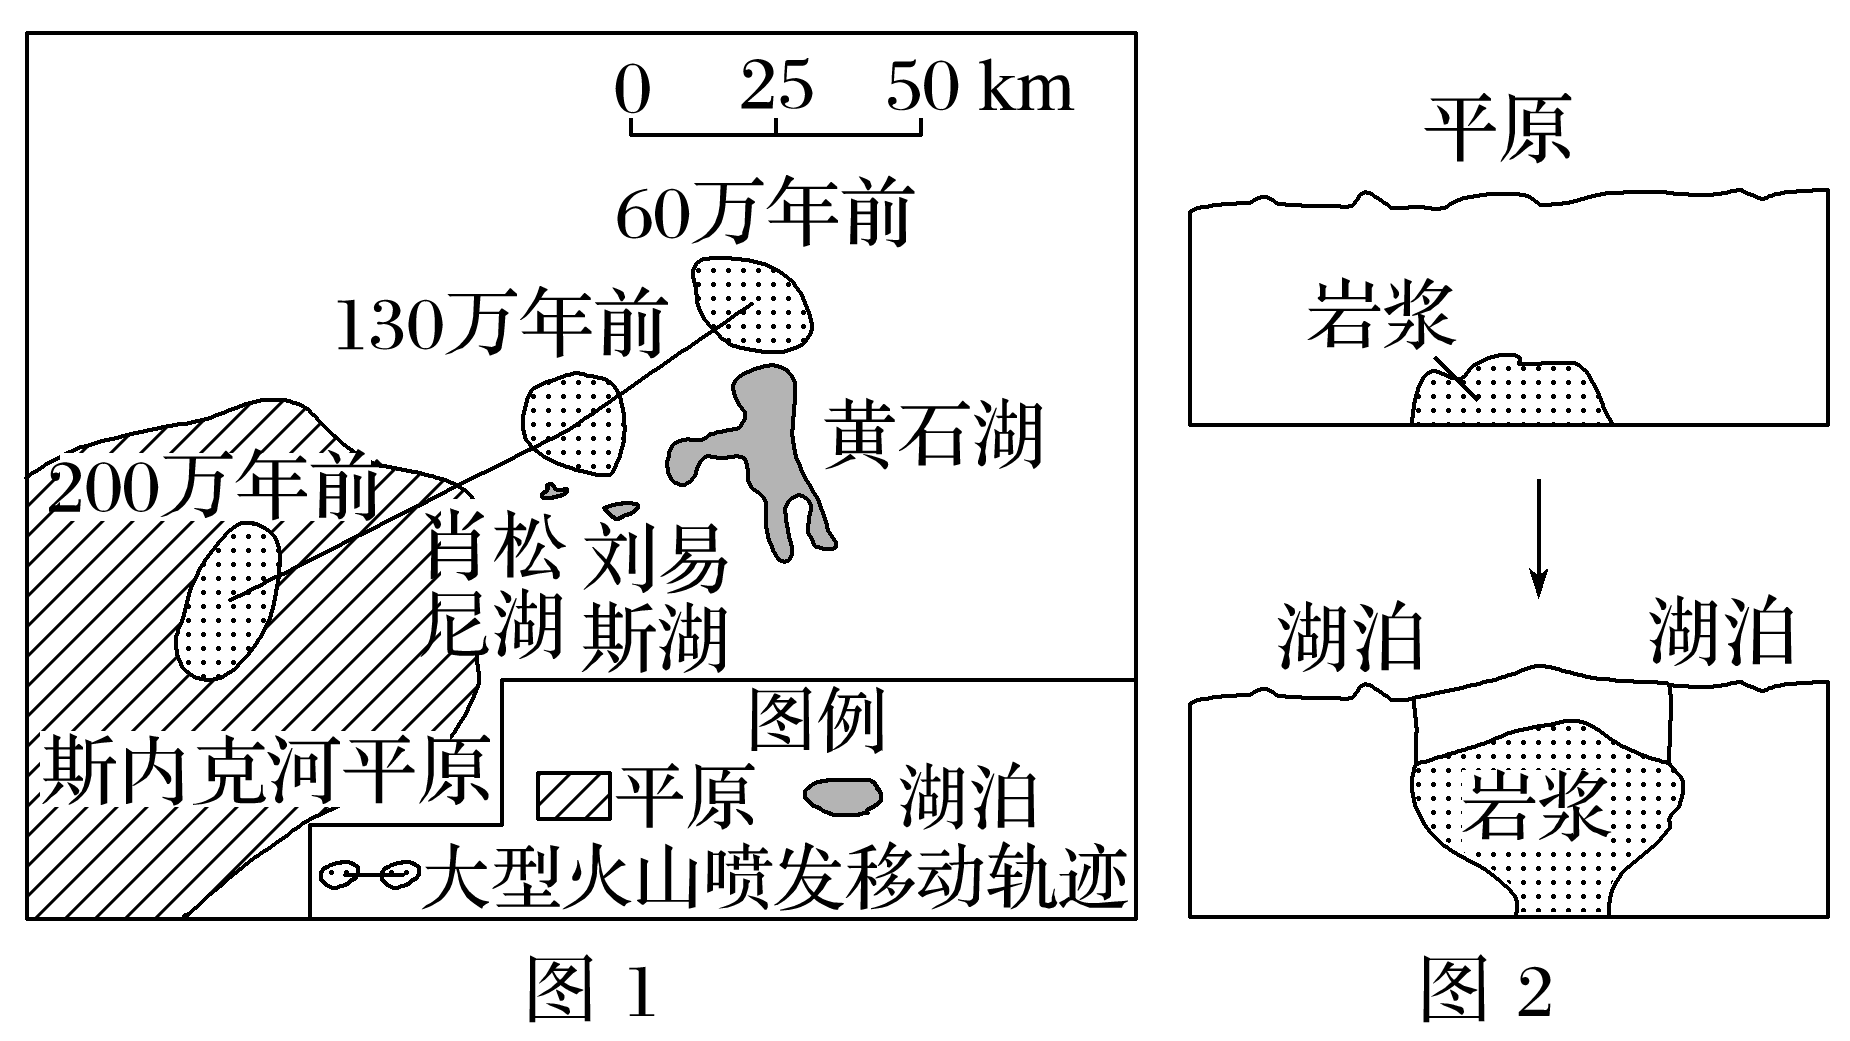 0 25 50 km
60万年前
130万年前
黄石湖
200万年前
肖松
尼湖
刘易
斯湖
斯内克河平原
图例
平原
湖泊
大型火山喷发移动轨迹
图 1
平原
岩浆
湖泊
湖泊
岩浆
图 2